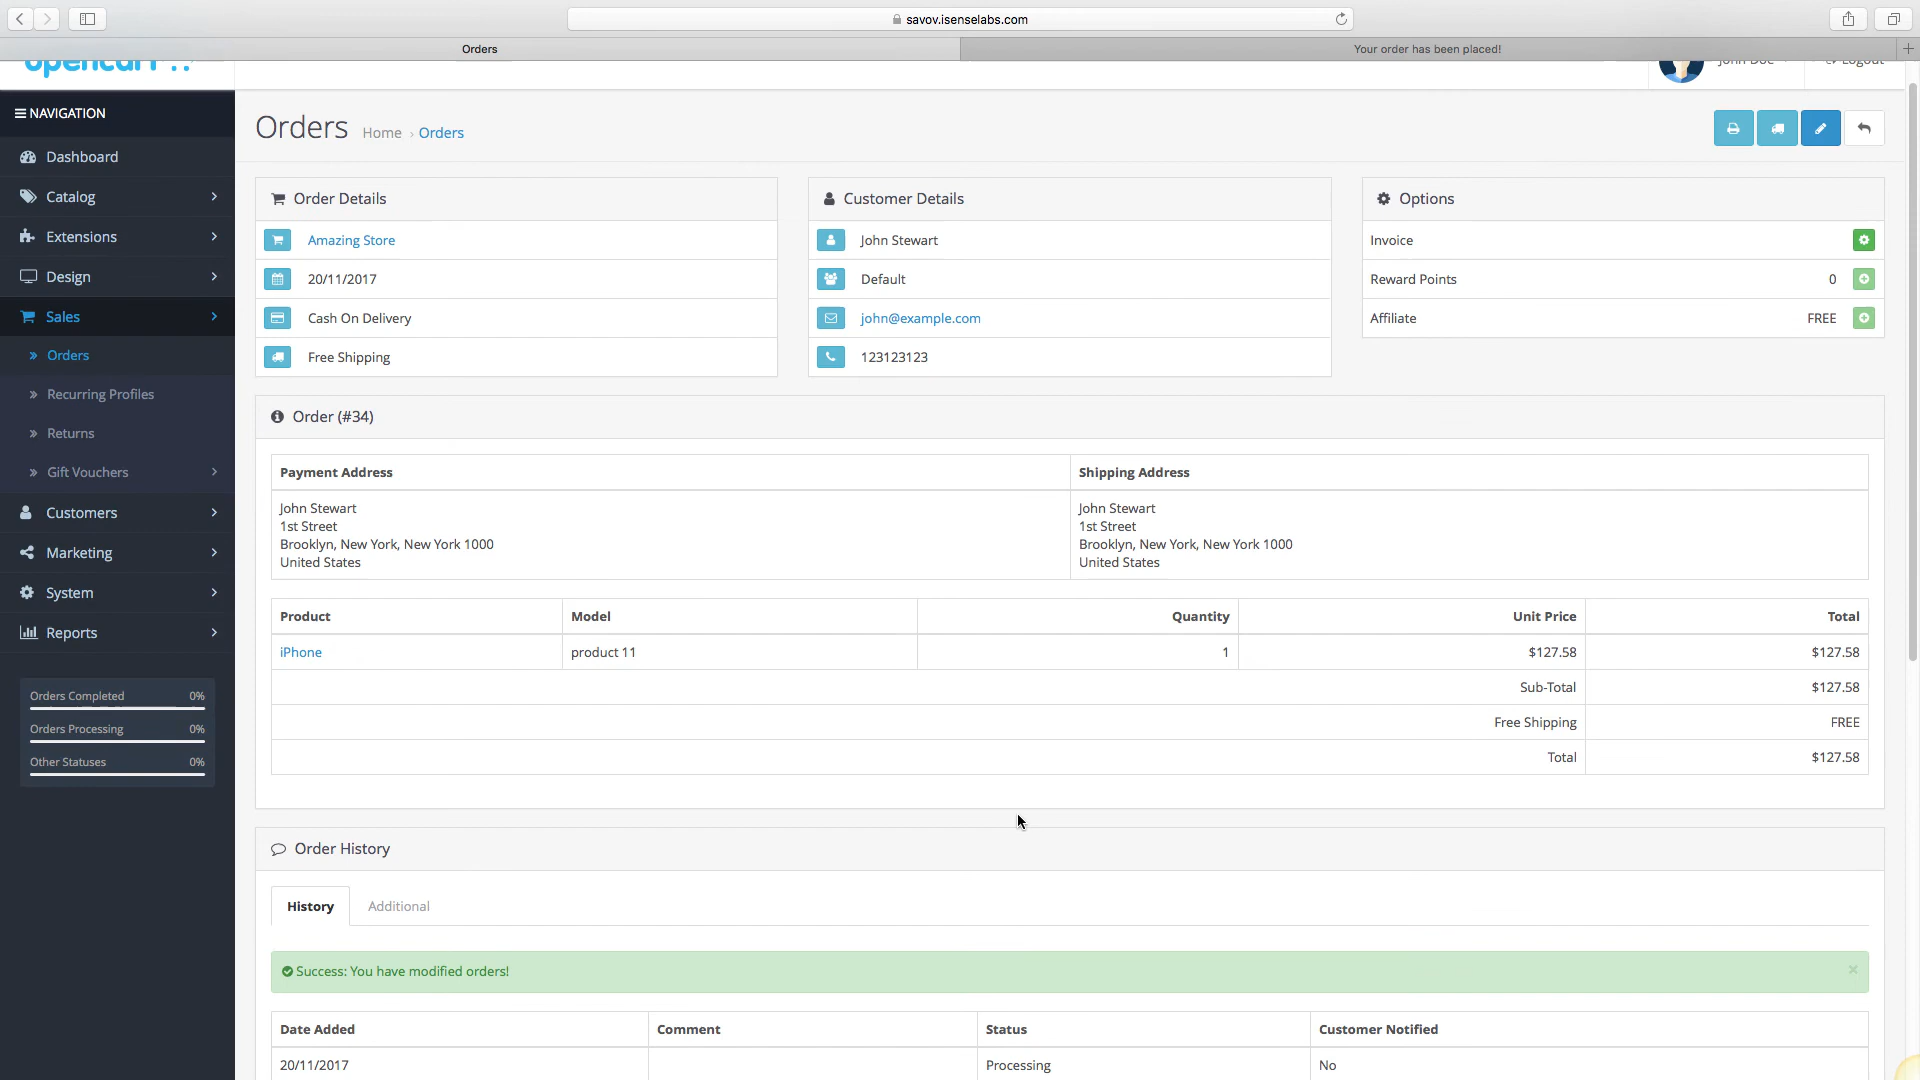 savov.isenselabs.com
Orders
Your order has been placed!
opencart
John Doe
Logout
NAVIGATION
Dashboard
Catalog
Extensions
Design
Sales
Orders
Recurring Profiles
Returns
Gift Vouchers
Customers
Marketing
System
Reports
Orders Completed 0%
Orders Processing 0%
Other Statuses 0%
Orders Home › Orders
Order Details
Amazing Store
20/11/2017
Cash On Delivery
Free Shipping
Customer Details
John Stewart
Default
john@example.com
123123123
Options
Invoice
Reward Points 0
Affiliate FREE
Order (#34)
Payment Address Shipping Address
John Stewart
1st Street
Brooklyn, New York, New York 1000
United States
John Stewart
1st Street
Brooklyn, New York, New York 1000
United States
Product Model Quantity Unit Price Total
iPhone product 11 1 $127.58 $127.58
Sub-Total $127.58
Free Shipping FREE
Total $127.58
Order History
History Additional
Success: You have modified orders!
×
Date Added Comment Status Customer Notified
20/11/2017 Processing No